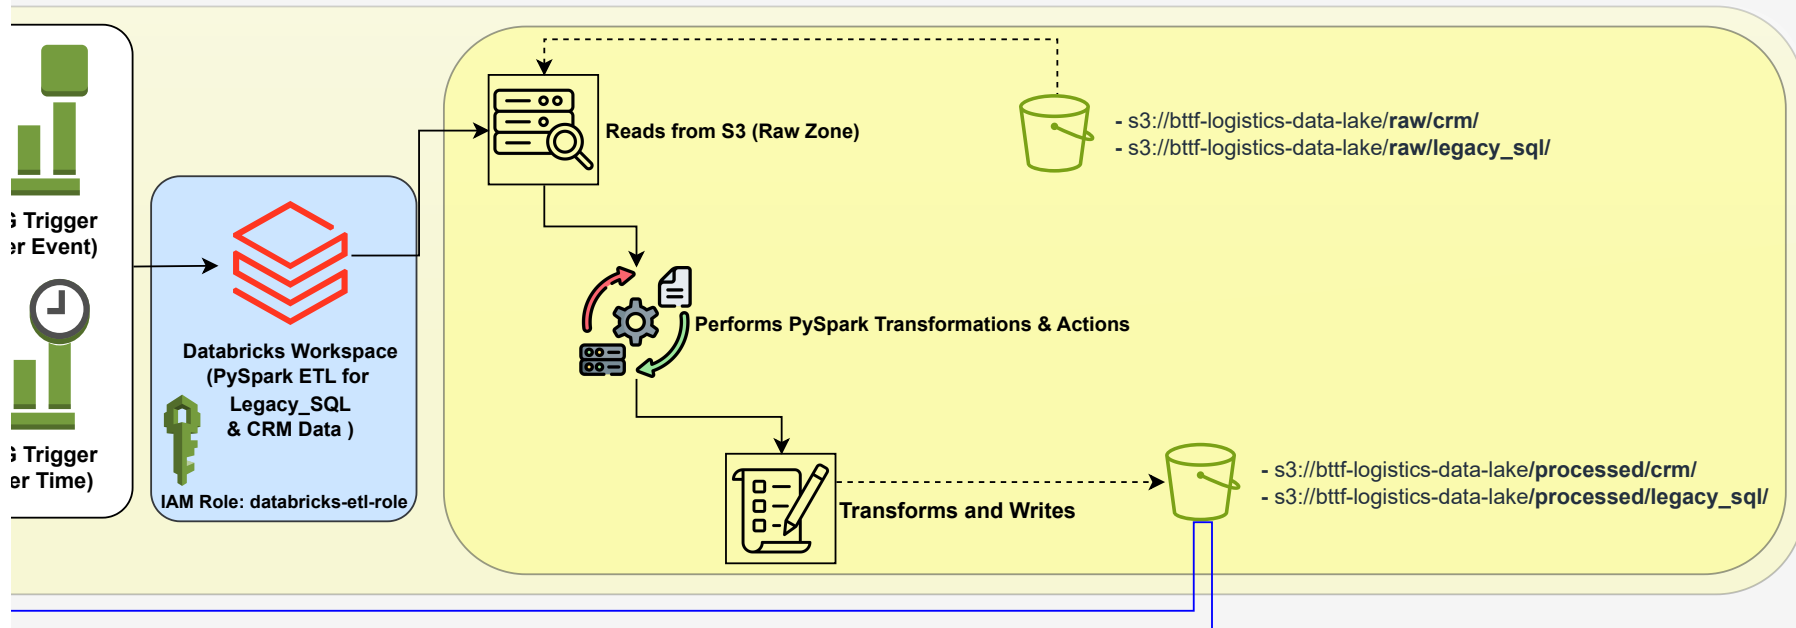 Trigger
Event)
Trigger
Time)
Databricks Workspace
(PySpark ETL for
Legacy_SQL
& CRM Data )
IAM Role: databricks-etl-role
Reads from S3 (Raw Zone)
- s3://bttf-logistics-data-lake/raw/crm/
- s3://bttf-logistics-data-lake/raw/legacy_sql/
Performs PySpark Transformations & Actions
Transforms and Writes
- s3://bttf-logistics-data-lake/processed/crm/
- s3://bttf-logistics-data-lake/processed/legacy_sql/